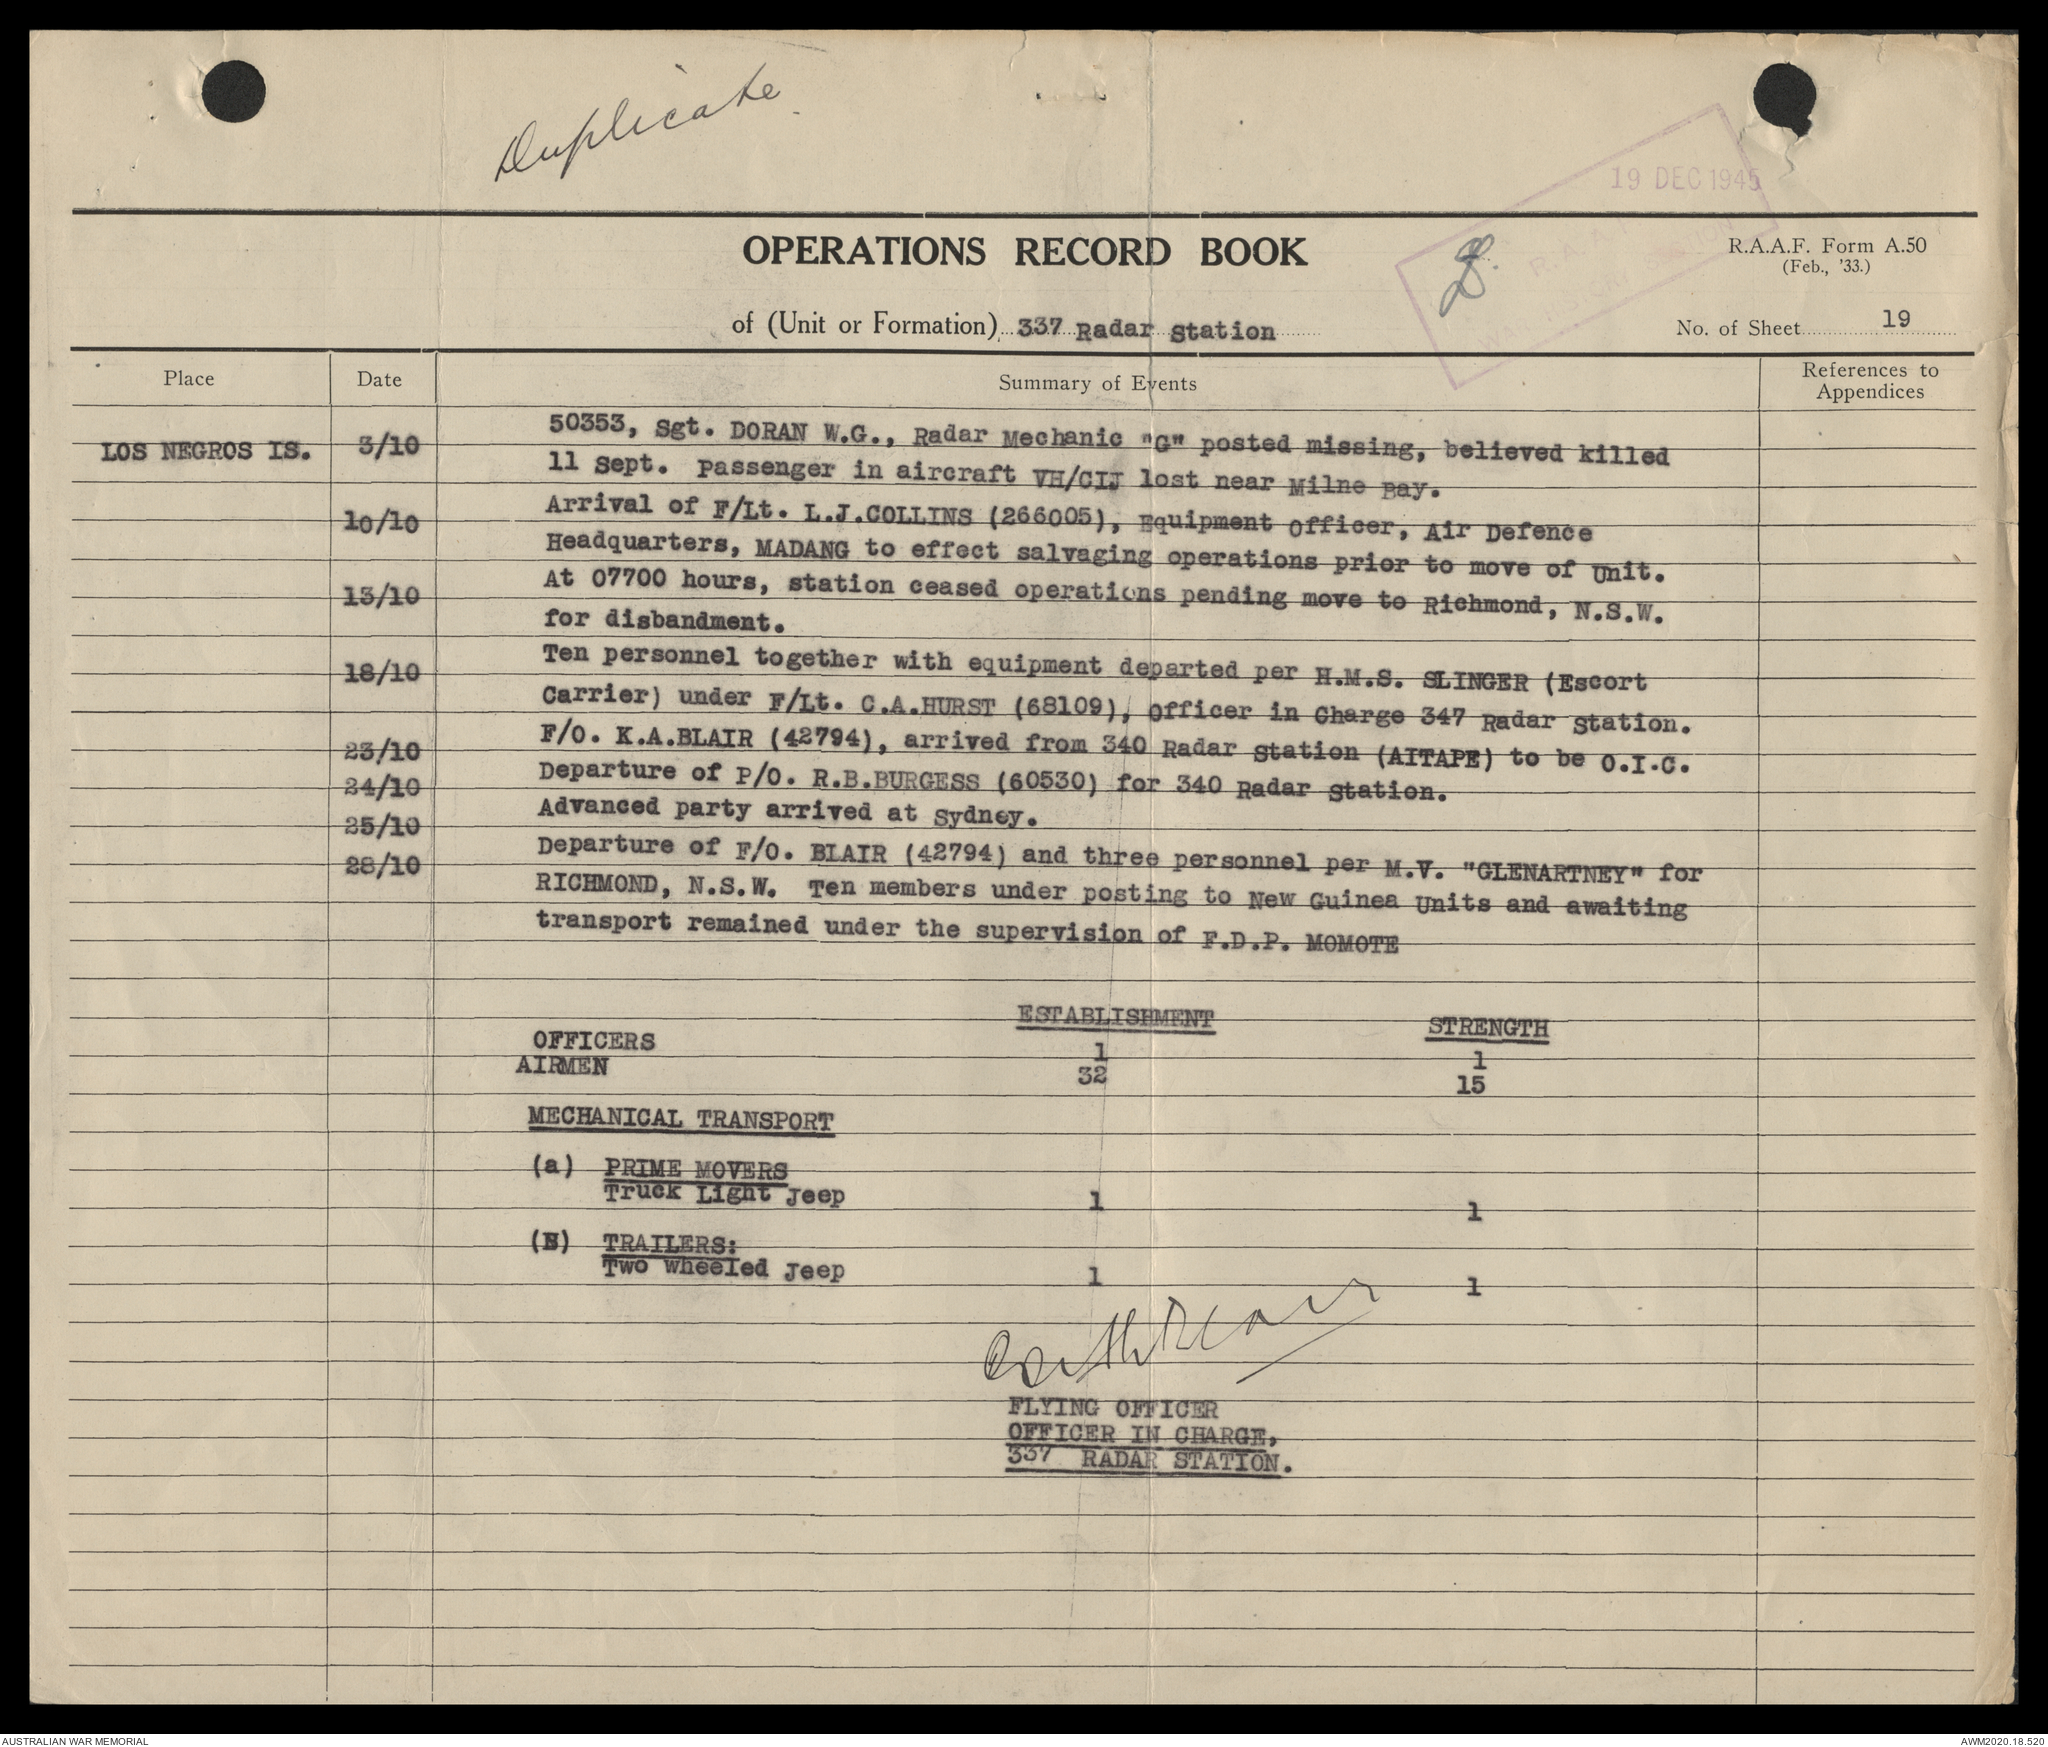 Duplicate
19 DEC 1945
R.A.A.F.
WAR HISTORY SECTION
OPERATIONS RECORD BOOK
R.A.A.F. Form A.50
(Feb., '33.)
of (Unit or Formation) 337 Radar Station
No. of Sheet 19
Place Date Summary of Events References to Appendices
LOS NEGROS IS. 3/10 50353, Sgt. DORAN W.G., Radar Mechanic "G" posted missing, believed killed
11 Sept. Passenger in aircraft VH/CIJ lost near Milne Bay.
10/10 Arrival of F/Lt. L.J.COLLINS (266005), Equipment Officer, Air Defence
Headquarters, MADANG to effect salvaging operations prior to move of Unit.
13/10 At 07700 hours, station ceased operations pending move to Richmond, N.S.W.
for disbandment.
18/10 Ten personnel together with equipment departed per H.M.S. SLINGER (Escort
Carrier) under F/Lt. C.A.HURST (68109), Officer in Charge 347 Radar Station.
23/10 F/O. K.A.BLAIR (42794), arrived from 340 Radar Station (AITAPE) to be O.I.C.
24/10 Departure of P/O. R.B.BURGESS (60530) for 340 Radar Station.
25/10 Advanced party arrived at Sydney.
28/10 Departure of F/O. BLAIR (42794) and three personnel per M.V. "GLENARTNEY" for
RICHMOND, N.S.W. Ten members under posting to New Guinea Units and awaiting
transport remained under the supervision of F.D.P. MOMOTE
ESTABLISHMENT STRENGTH
OFFICERS 1 1
AIRMEN 32 15
MECHANICAL TRANSPORT
(a) PRIME MOVERS
Truck Light Jeep 1 1
(B) TRAILERS:
Two Wheeled Jeep 1 1
FLYING OFFICER
OFFICER IN CHARGE,
337 RADAR STATION.
AUSTRALIAN WAR MEMORIAL
AWM2020.18.520